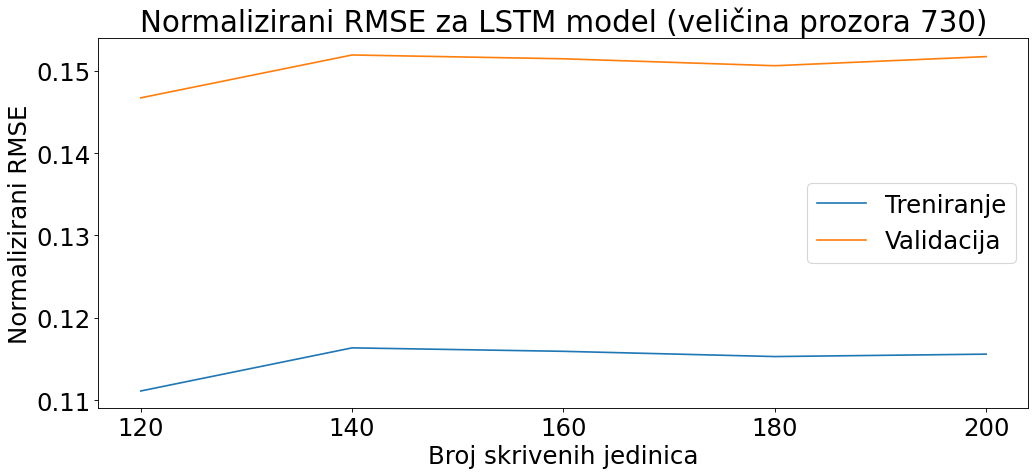 Normalizirani RMSE za LSTM model (veličina prozora 730)
Normalizirani RMSE
0.15
0.14
0.13
0.12
0.11
Treniranje
Validacija
120 140 160 180 200
Broj skrivenih jedinica